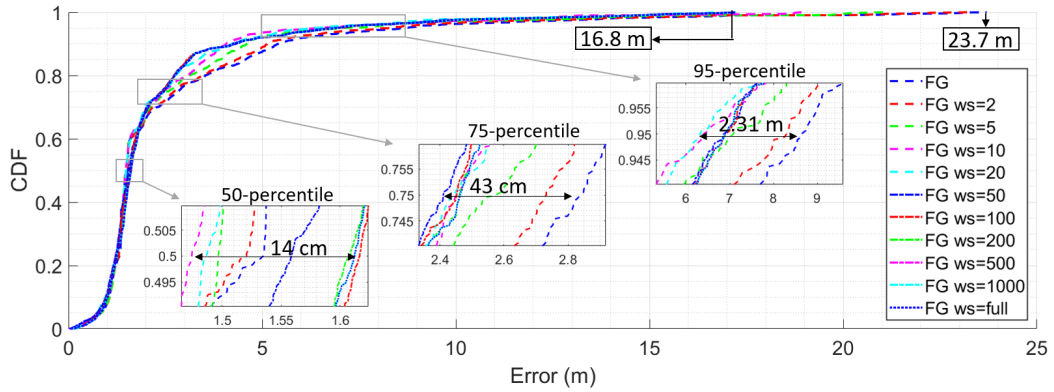 1
0.8
0.6
0.4
0.2
0
CDF
0
5
10
15
20
25
Error (m)
16.8 m
23.7 m
95-percentile
0.955
0.95
0.945
2.31 m
6
7
8
9
75-percentile
0.755
0.75
0.745
43 cm
2.4
2.6
2.8
50-percentile
0.505
0.5
0.495
14 cm
1.5
1.55
1.6
FG
FG ws=2
FG ws=5
FG ws=10
FG ws=20
FG ws=50
FG ws=100
FG ws=200
FG ws=500
FG ws=1000
FG ws=full